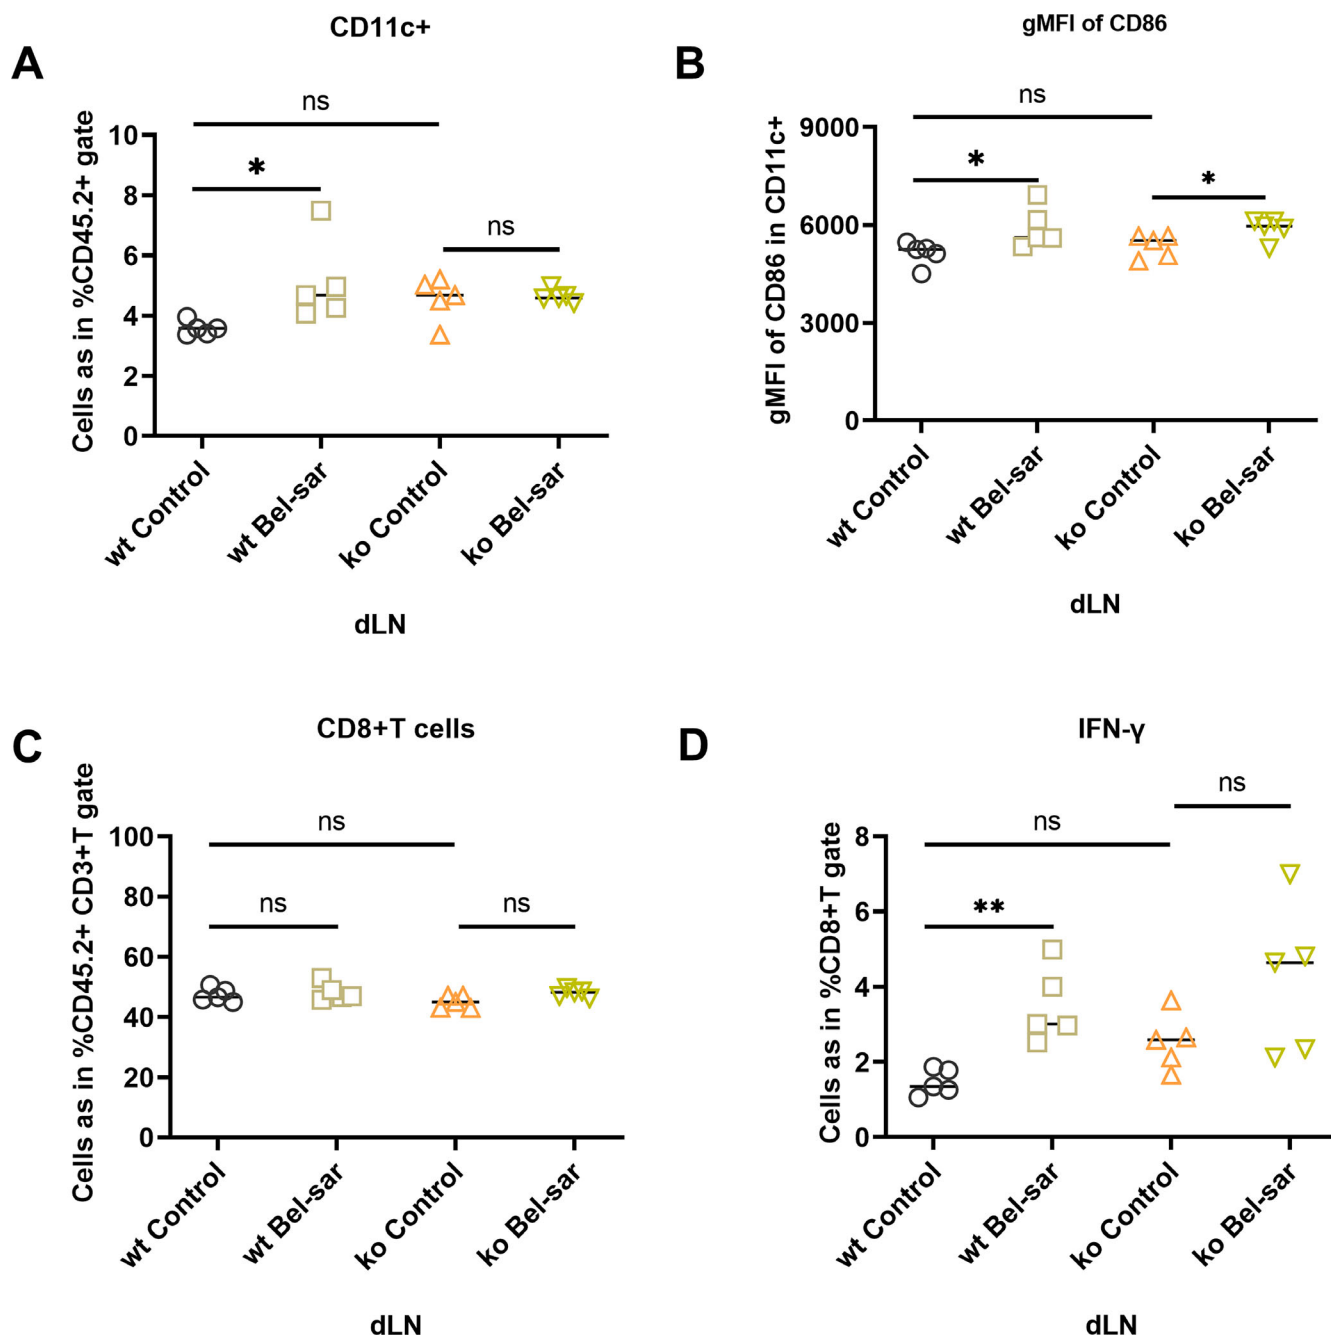 A
CD11c+
Cells as in %CD45.2+ gate
10
8
6
4
2
0
ns
*
ns
wt Control
wt Bel-sar
ko Control
ko Bel-sar
dLN
B
gMFI of CD86
gMFI of CD86 in CD11c+
9000
6000
3000
0
ns
*
*
wt Control
wt Bel-sar
ko Control
ko Bel-sar
dLN
C
CD8+T cells
Cells as in %CD45.2+ CD3+T gate
100
80
60
40
20
0
ns
ns
ns
wt Control
wt Bel-sar
ko Control
ko Bel-sar
dLN
D
IFN-γ
Cells as in %CD8+T gate
8
6
4
2
0
ns
ns
**
wt Control
wt Bel-sar
ko Control
ko Bel-sar
dLN